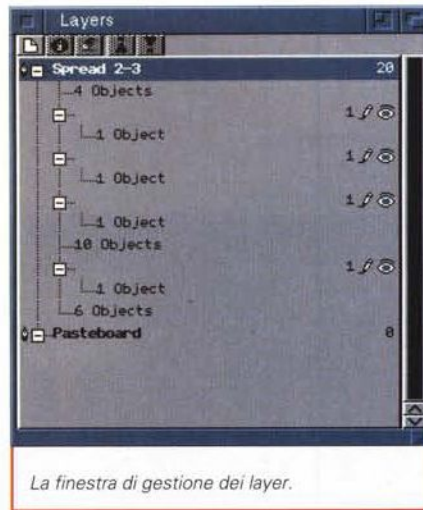 Layers
Spread 2-3 20
4 Objects
1
1 Object
1
1 Object
1
1 Object
10 Objects
1
1 Object
6 Objects
Pasteboard 0
La finestra di gestione dei layer.